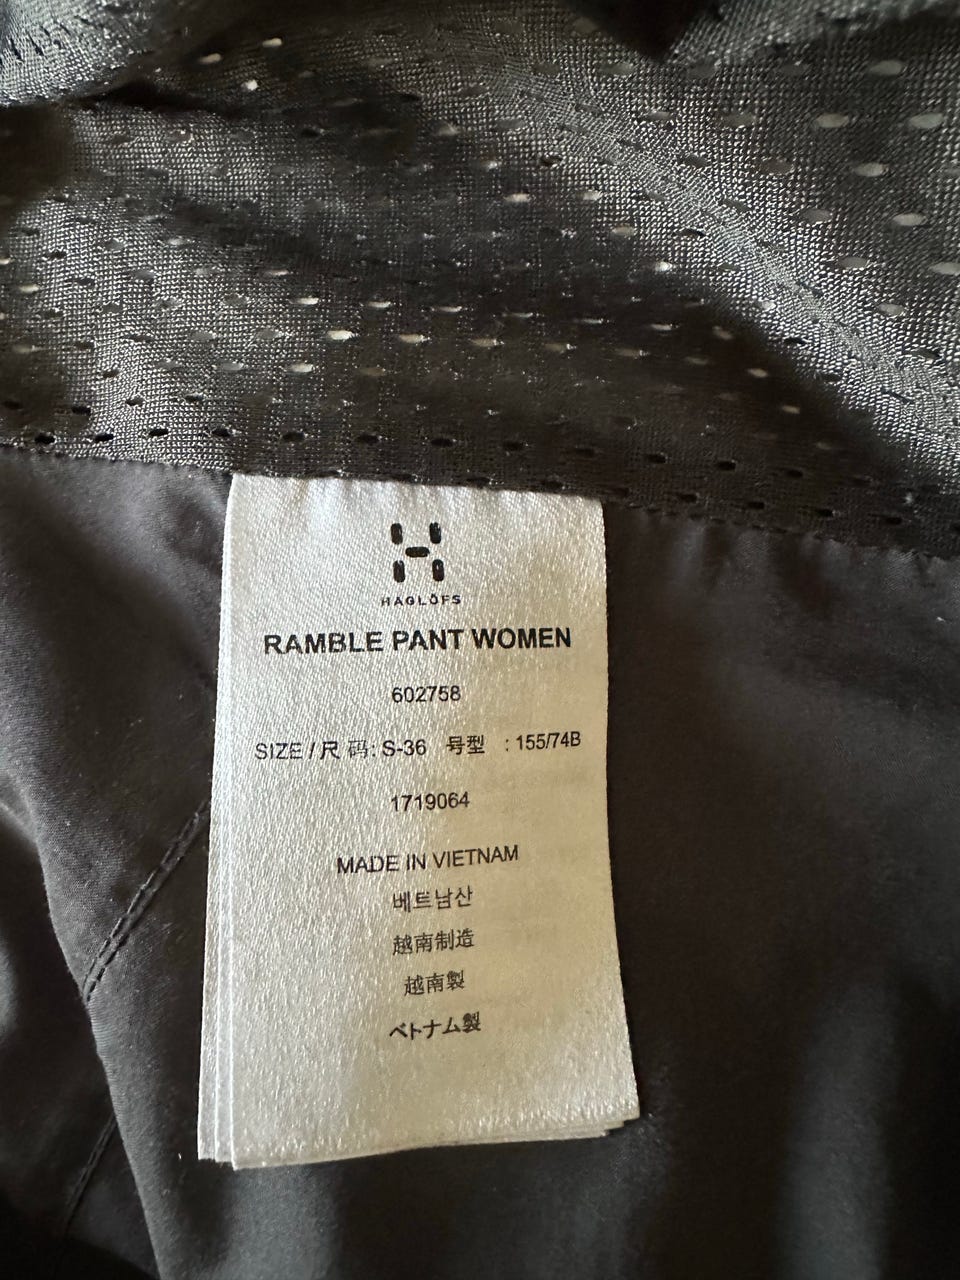 HAGLÖFS
RAMBLE PANT WOMEN
602758
SIZE / 尺 码: S-36 号型 : 155/74B
1719064
MADE IN VIETNAM
베트남산
越南制造
越南製
ベトナム製